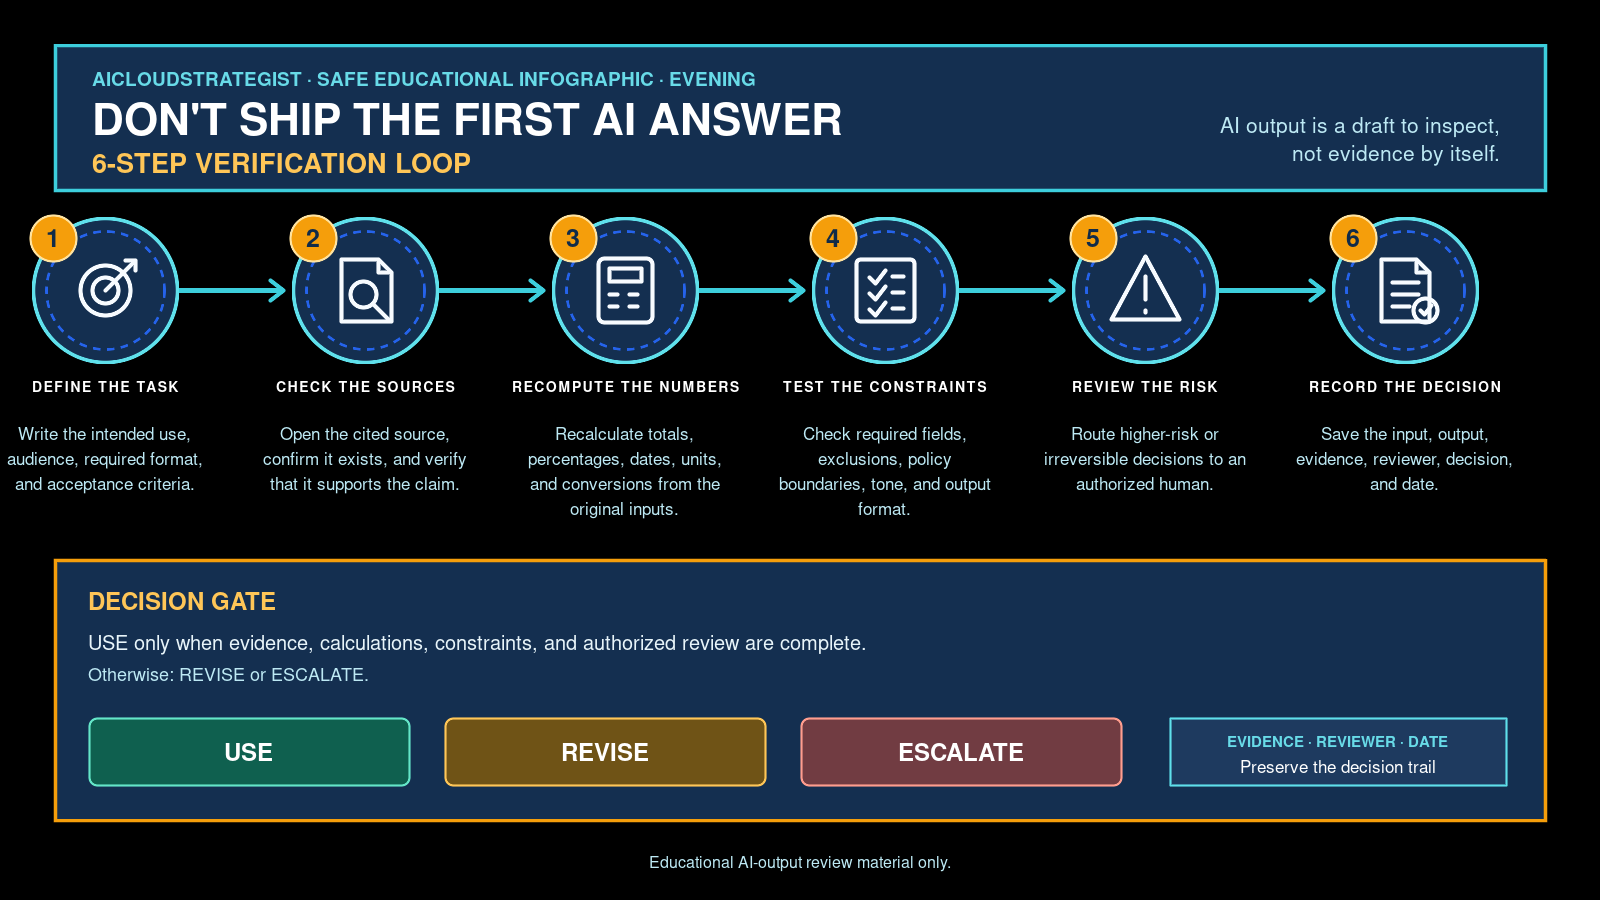 AICLOUDSTRATEGIST · SAFE EDUCATIONAL INFOGRAPHIC · EVENING
DON'T SHIP THE FIRST AI ANSWER
6-STEP VERIFICATION LOOP
AI output is a draft to inspect,
not evidence by itself.
1
DEFINE THE TASK
Write the intended use,
audience, required format,
and acceptance criteria.
2
CHECK THE SOURCES
Open the cited source,
confirm it exists, and verify
that it supports the claim.
3
RECOMPUTE THE NUMBERS
Recalculate totals,
percentages, dates, units,
and conversions from the
original inputs.
4
TEST THE CONSTRAINTS
Check required fields,
exclusions, policy
boundaries, tone, and output
format.
5
REVIEW THE RISK
Route higher-risk or
irreversible decisions to an
authorized human.
6
RECORD THE DECISION
Save the input, output,
evidence, reviewer, decision,
and date.
DECISION GATE
USE only when evidence, calculations, constraints, and authorized review are complete.
Otherwise: REVISE or ESCALATE.
USE
REVISE
ESCALATE
EVIDENCE · REVIEWER · DATE
Preserve the decision trail
Educational AI-output review material only.